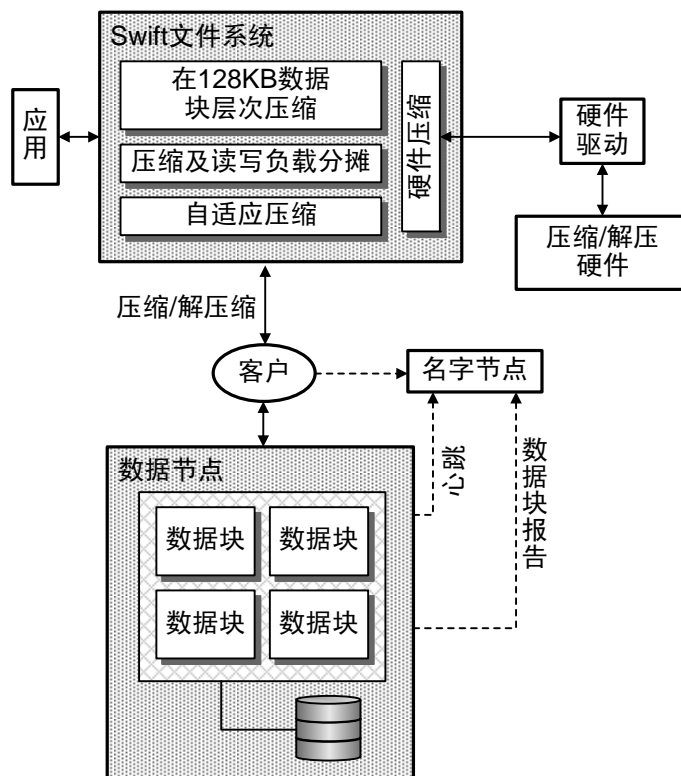 Swift文件系统
应用
在128KB数据
块层次压缩
压缩及读写负载分摊
自适应压缩
硬件压缩
硬件
驱动
压缩/解压
硬件
压缩/解压缩
客户
名字节点
数据节点
数据块
数据块
数据块
数据块
心跳
数据块报告